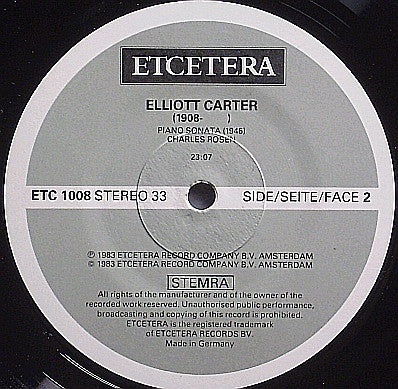 ETCETERA
ELLIOTT CARTER
(1908-      )
PIANO SONATA (1946)
CHARLES ROSEN
23:07
ETC 1008 STEREO 33 SIDE/SEITE/FACE 2
℗ 1983 ETCETERA RECORD COMPANY B.V. AMSTERDAM
© 1983 ETCETERA RECORD COMPANY B.V. AMSTERDAM
STEMRA
All rights of the manufacturer and of the owner of the
recorded work reserved. Unauthorised public performance,
broadcasting and copying of this record is prohibited.
ETCETERA is the registered trademark
of ETCETERA RECORDS BV.
Made in Germany